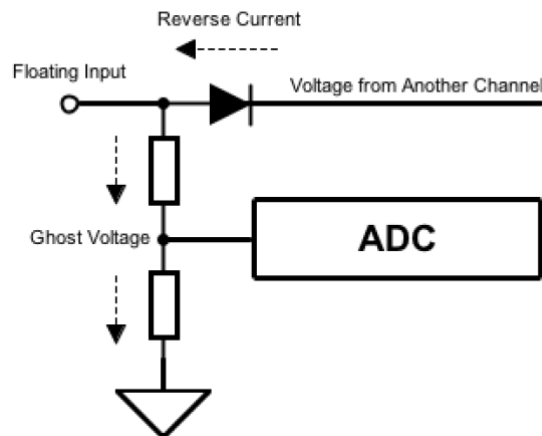 Reverse Current
Floating Input
Voltage from Another Channel
Ghost Voltage
ADC